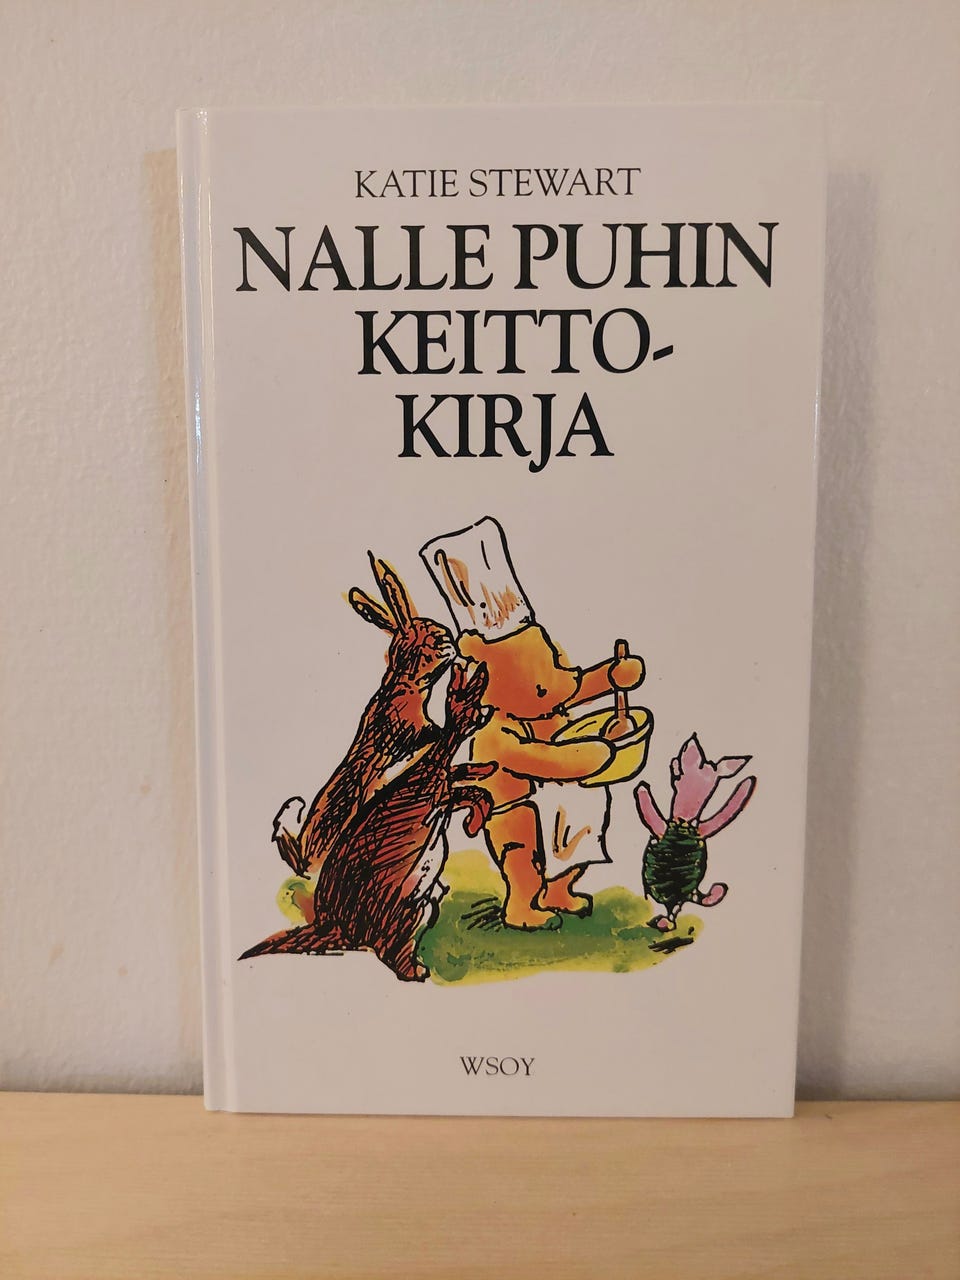 KATIE STEWART
NALLE PUHIN
KEITTO-
KIRJA
WSOY